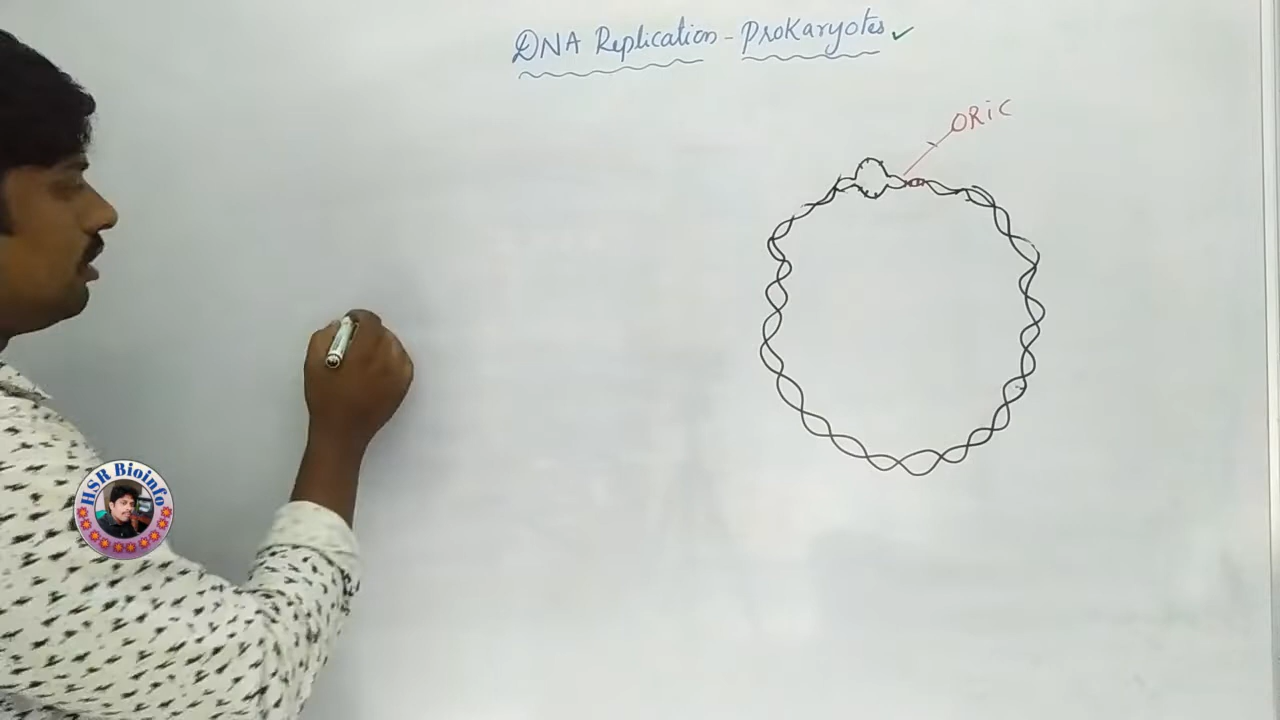 DNA Replication - Prokaryotes ✓
ORiC
HSR Bioinfo